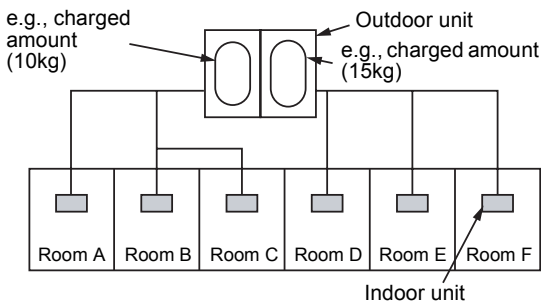 e.g., charged
amount
(10kg)
Outdoor unit
e.g., charged amount
(15kg)
Room A
Room B
Room C
Room D
Room E
Room F
Indoor unit